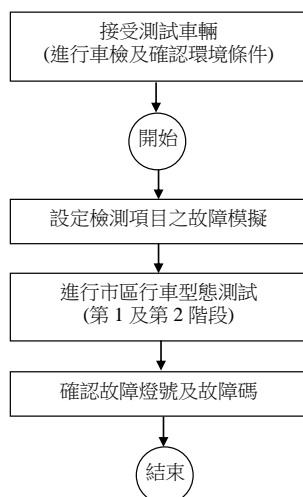 接受測試車輛
(進行車檢及確認環境條件)
開始
設定檢測項目之故障模擬
進行市區行車型態測試
(第 1 及第 2 階段)
確認故障燈號及故障碼
結束